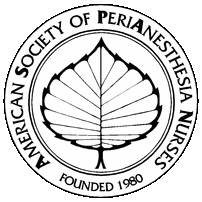 AMERICAN SOCIETY OF PERIANESTHESIA NURSES
FOUNDED 1980